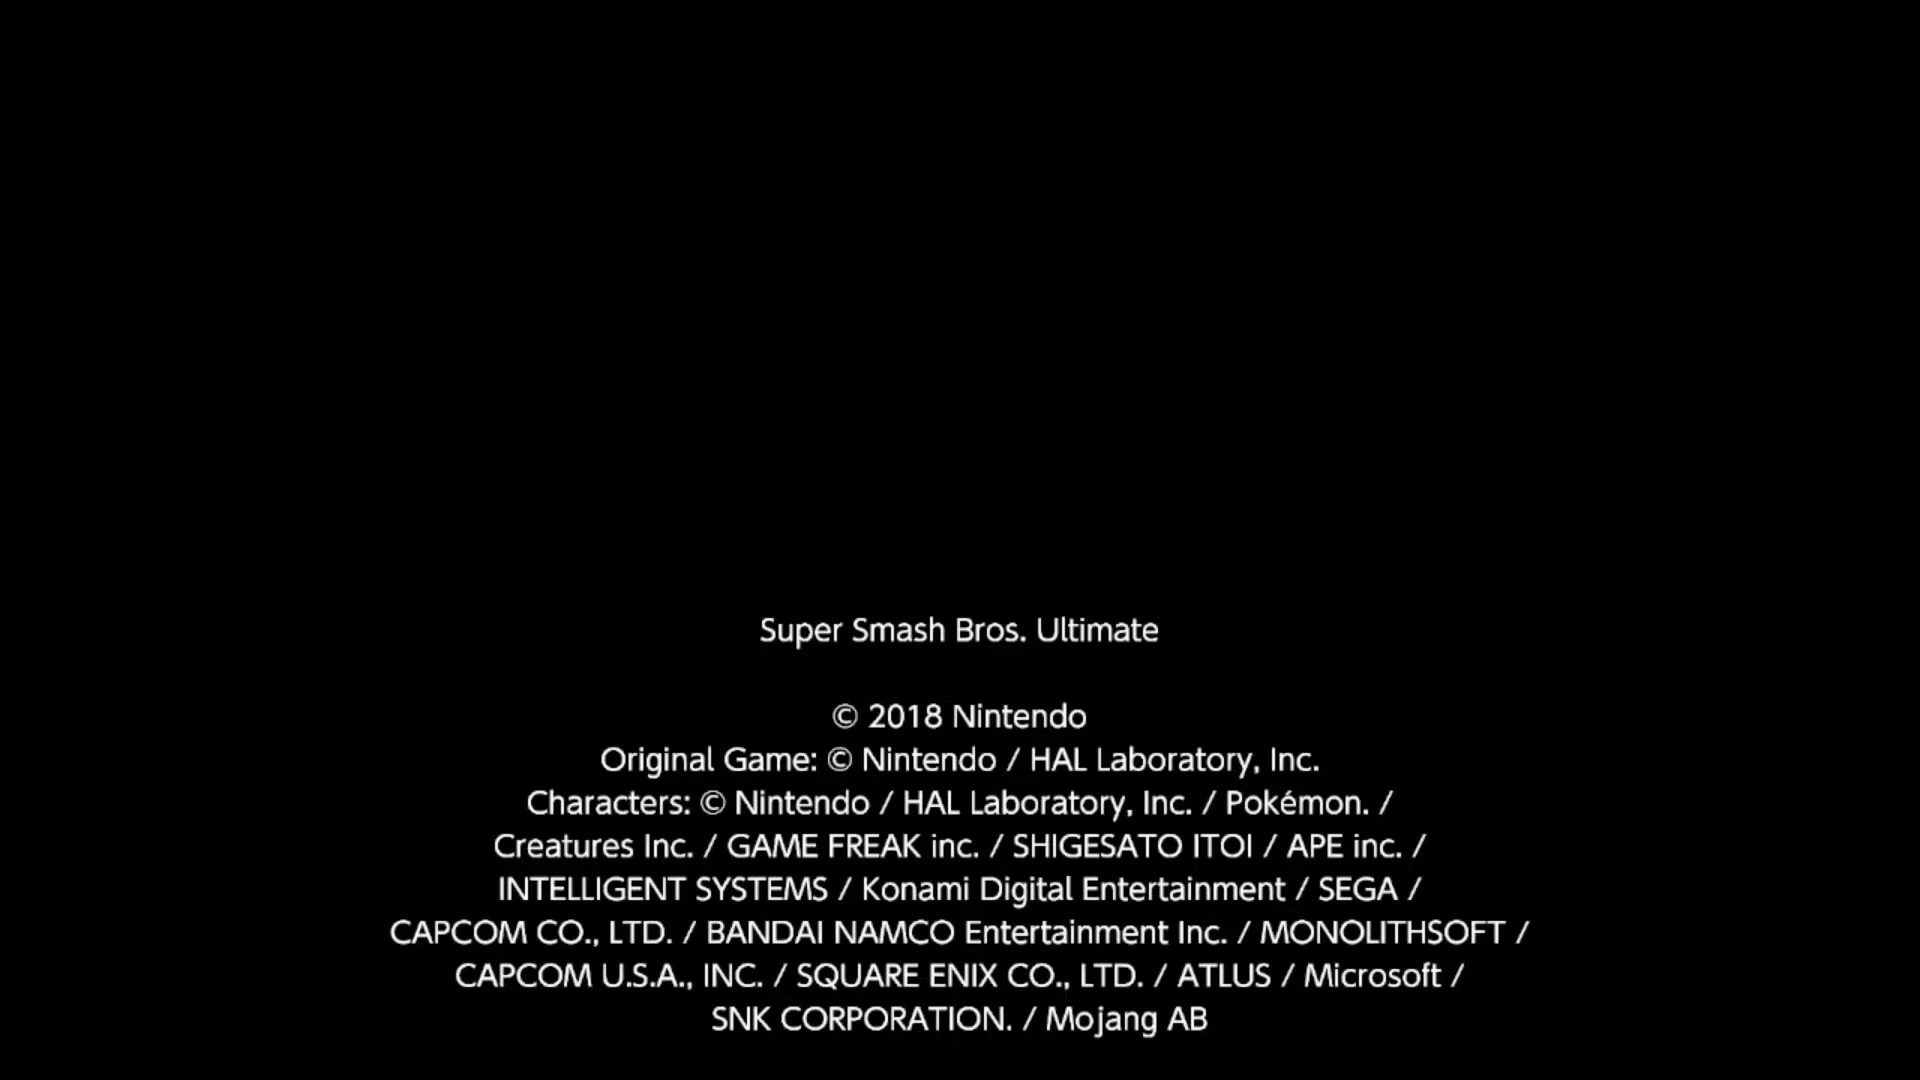 Super Smash Bros. Ultimate
© 2018 Nintendo
Original Game: © Nintendo / HAL Laboratory, Inc.
Characters: © Nintendo / HAL Laboratory, Inc. / Pokémon. /
Creatures Inc. / GAME FREAK inc. / SHIGESATO ITOI / APE inc. /
INTELLIGENT SYSTEMS / Konami Digital Entertainment / SEGA /
CAPCOM CO., LTD. / BANDAI NAMCO Entertainment Inc. / MONOLITHSOFT /
CAPCOM U.S.A., INC. / SQUARE ENIX CO., LTD. / ATLUS / Microsoft /
SNK CORPORATION. / Mojang AB